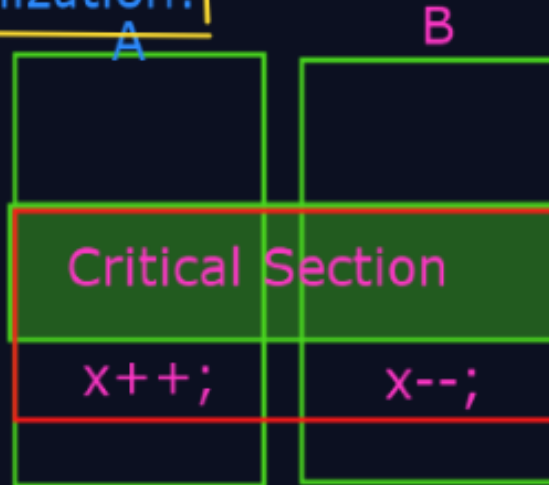 A
B
Critical Section
x++;
x--;